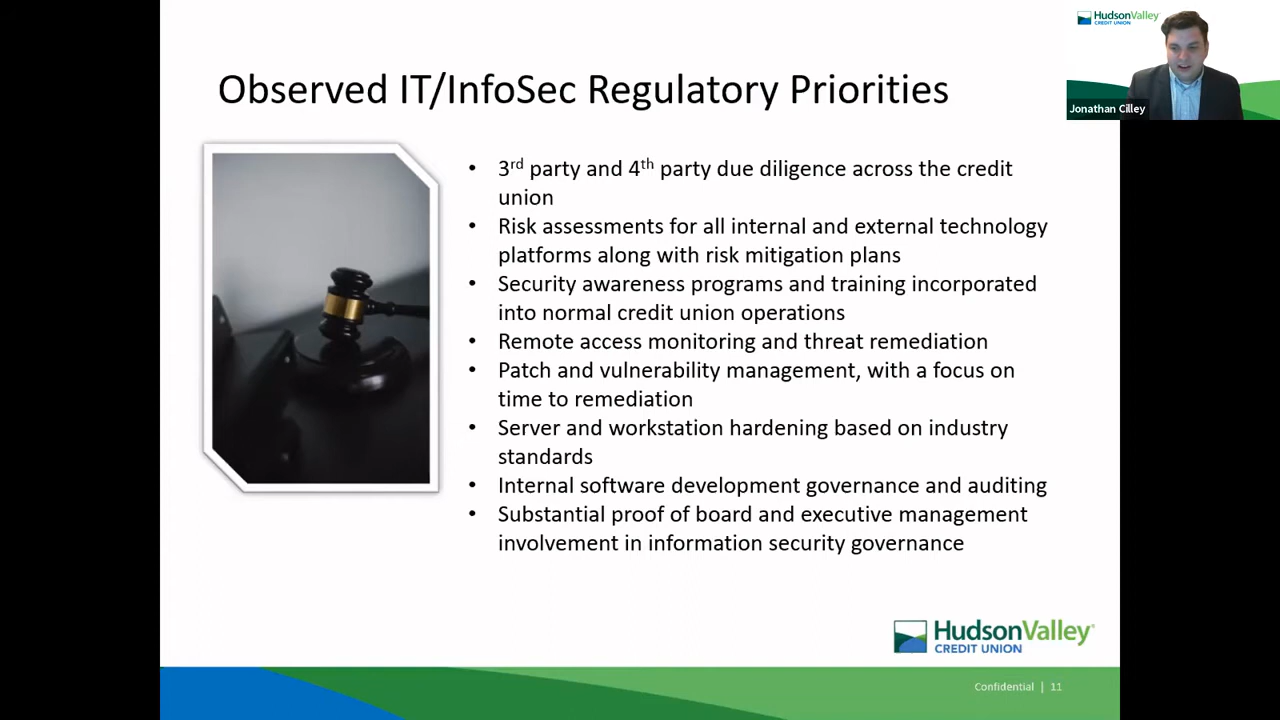 HudsonValley
CREDIT UNION
Jonathan Cilley
Observed IT/InfoSec Regulatory Priorities
• 3rd party and 4th party due diligence across the credit
union
• Risk assessments for all internal and external technology
platforms along with risk mitigation plans
• Security awareness programs and training incorporated
into normal credit union operations
• Remote access monitoring and threat remediation
• Patch and vulnerability management, with a focus on
time to remediation
• Server and workstation hardening based on industry
standards
• Internal software development governance and auditing
• Substantial proof of board and executive management
involvement in information security governance
HudsonValley®
CREDIT UNION
Confidential | 11